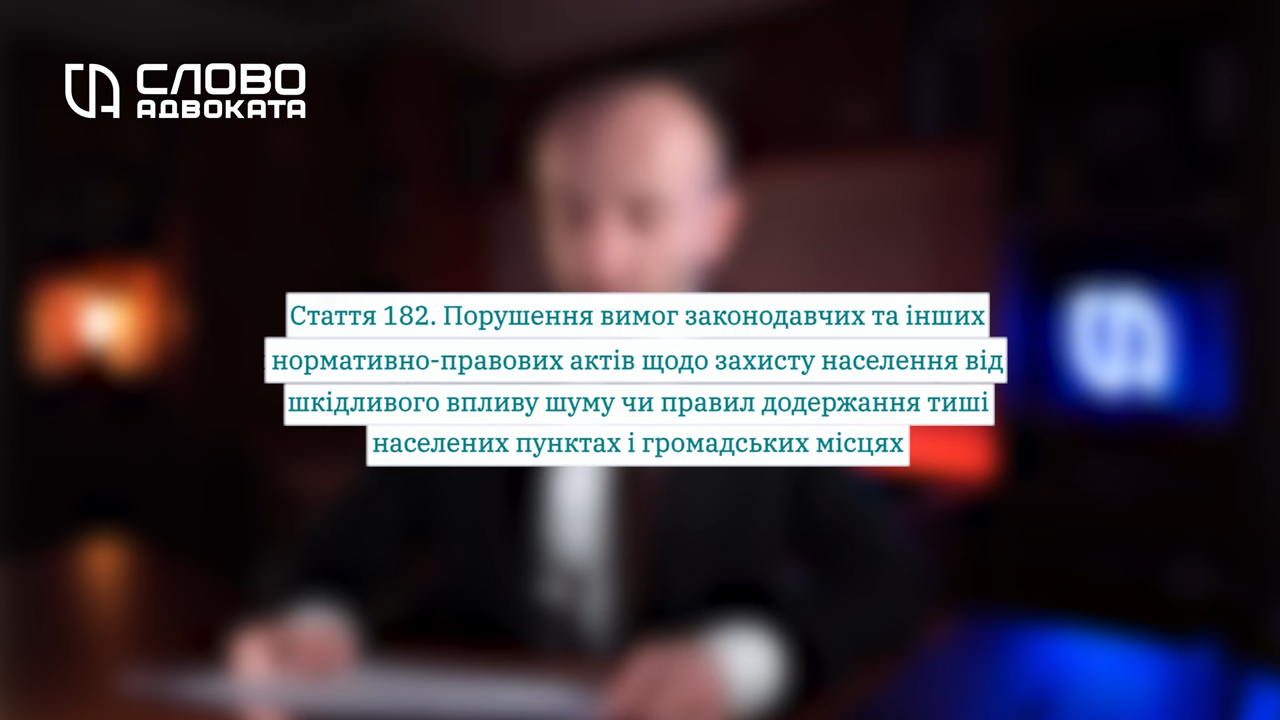 СЛОВО
АДВОКАТА
Стаття 182. Порушення вимог законодавчих та інших
нормативно-правових актів щодо захисту населення від
шкідливого впливу шуму чи правил додержання тиші
населених пунктах і громадських місцях